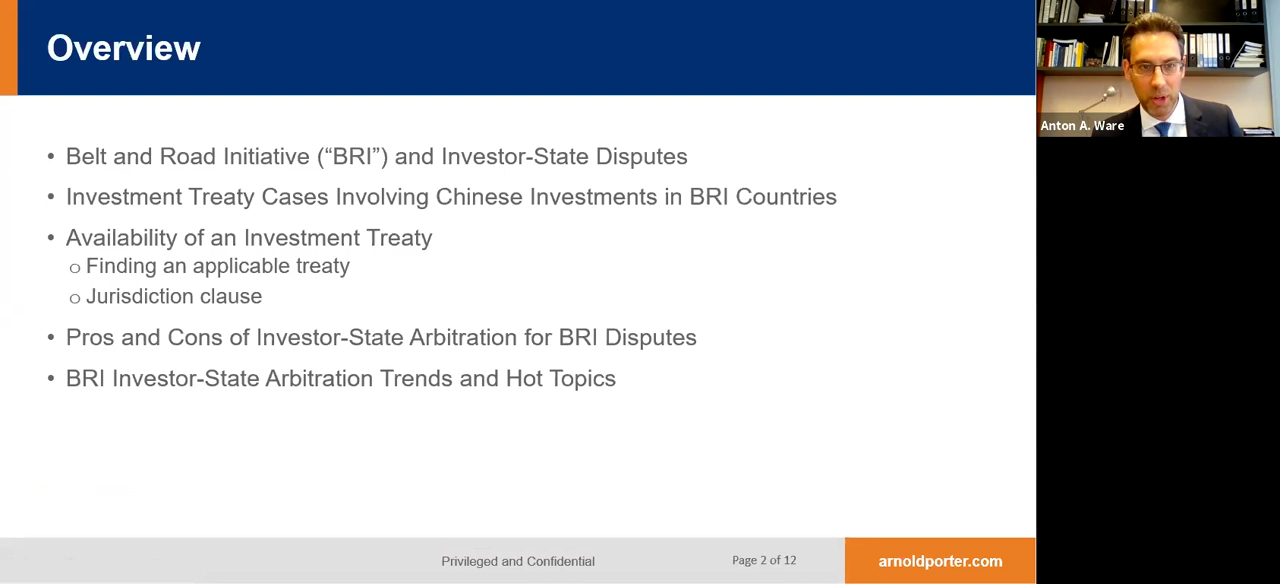 Overview
• Belt and Road Initiative (“BRI”) and Investor-State Disputes
• Investment Treaty Cases Involving Chinese Investments in BRI Countries
• Availability of an Investment Treaty
o Finding an applicable treaty
o Jurisdiction clause
• Pros and Cons of Investor-State Arbitration for BRI Disputes
• BRI Investor-State Arbitration Trends and Hot Topics
Privileged and Confidential
Page 2 of 12
arnoldporter.com
Anton A. Ware